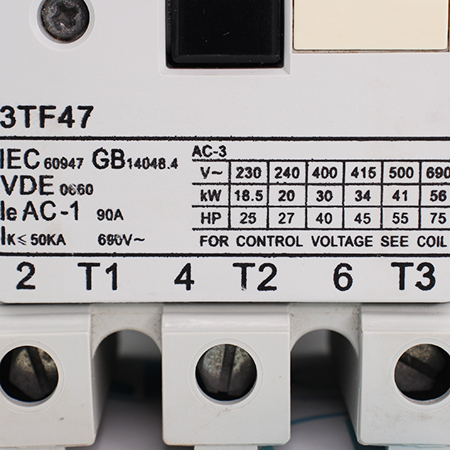 3TF47
IEC 60947 GB14048.4
VDE 0660
Ie AC-1 90A
Ik≤50KA 690V~
AC-3
V~ 230 240 400 415 500 690
kW 18.5 20 30 34 41 56
HP 25 27 40 45 55 75
FOR CONTROL VOLTAGE SEE COIL
2 T1 4 T2 6 T3